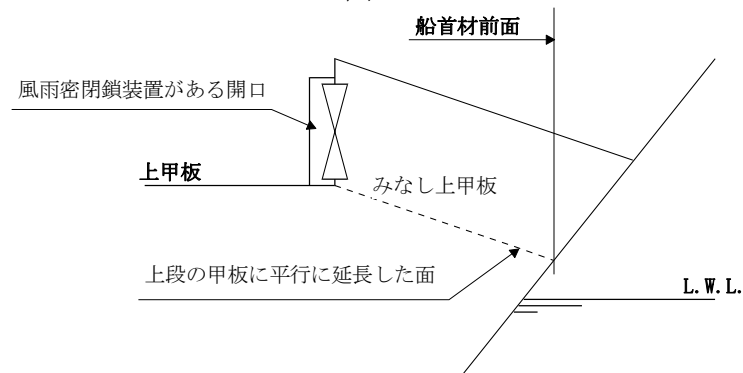 船首材前面
風雨密閉鎖装置がある開口
上甲板
みなし上甲板
上段の甲板に平行に延長した面
L.W.L.